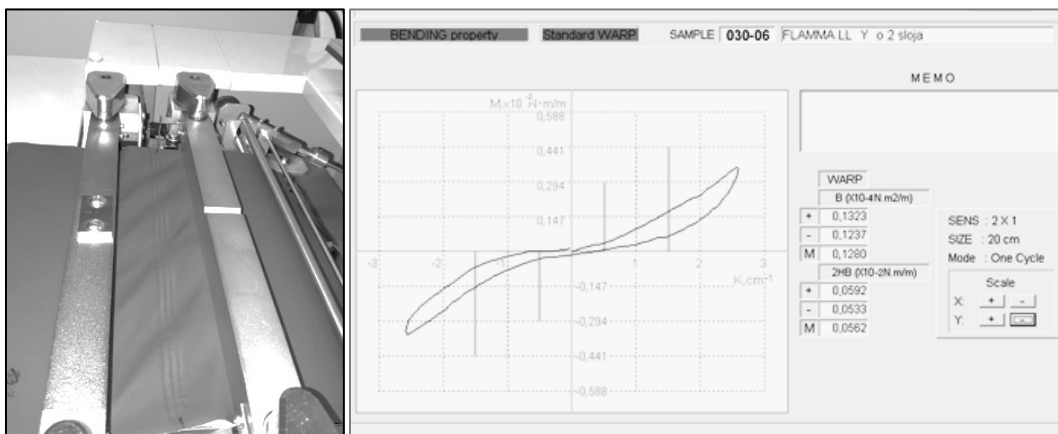 BENDING property Standard WARP SAMPLE 030-06 FLAMMA LL Y o 2 sloja
MEMO
M,x10⁻² N·m/m
0,588
0,441
0,294
0,147
-3 -2 -1 1 2 3
K,cm⁻¹
-0,147
-0,294
-0,441
-0,588
WARP
B (X10-4N.m2/m)
+ 0,1323
- 0,1237
M 0,1280
2HB (X10-2N.m/m)
+ 0,0592
- 0,0533
M 0,0562
SENS : 2 X 1
SIZE : 20 cm
Mode : One Cycle
Scale
X: + -
Y: + -